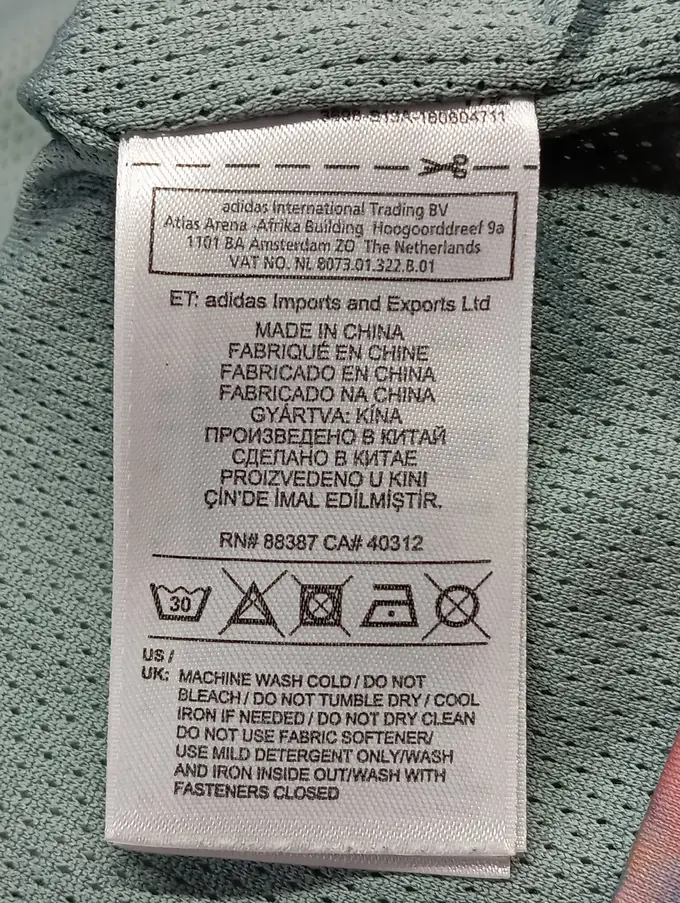 adidas International Trading BV
Atlas Arena - Afrika Building Hoogoorddreef 9a
1101 BA Amsterdam ZO The Netherlands
VAT NO. NL 8073.01.322.B.01
ET: adidas Imports and Exports Ltd
MADE IN CHINA
FABRIQUÉ EN CHINE
FABRICADO EN CHINA
FABRICADO NA CHINA
GYÁRTVA: KÍNA
ПРОИЗВЕДЕНО В КИТАЙ
СДЕЛАНО В КИТАЕ
PROIZVEDENO U KINI
ÇİN'DE İMAL EDİLMİŞTİR.
RN# 88387 CA# 40312
30
US /
UK: MACHINE WASH COLD / DO NOT
BLEACH / DO NOT TUMBLE DRY / COOL
IRON IF NEEDED / DO NOT DRY CLEAN
DO NOT USE FABRIC SOFTENER/
USE MILD DETERGENT ONLY/WASH
AND IRON INSIDE OUT/WASH WITH
FASTENERS CLOSED